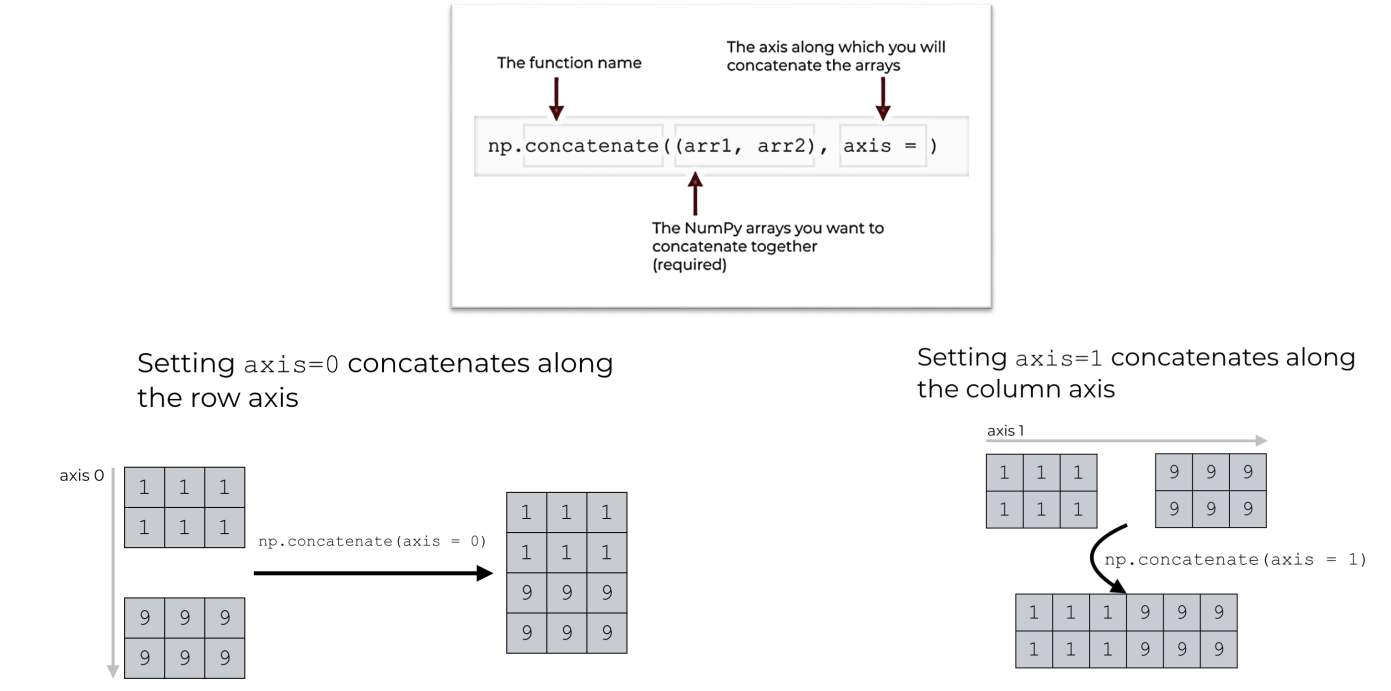 The function name
The axis along which you will
concatenate the arrays
np.concatenate((arr1, arr2), axis = )
The NumPy arrays you want to
concatenate together
(required)
Setting axis=0 concatenates along
the row axis
axis 0
1 1 1
1 1 1
9 9 9
9 9 9
np.concatenate(axis = 0)
1 1 1
1 1 1
9 9 9
9 9 9
Setting axis=1 concatenates along
the column axis
axis 1
1 1 1
1 1 1
9 9 9
9 9 9
np.concatenate(axis = 1)
1 1 1 9 9 9
1 1 1 9 9 9